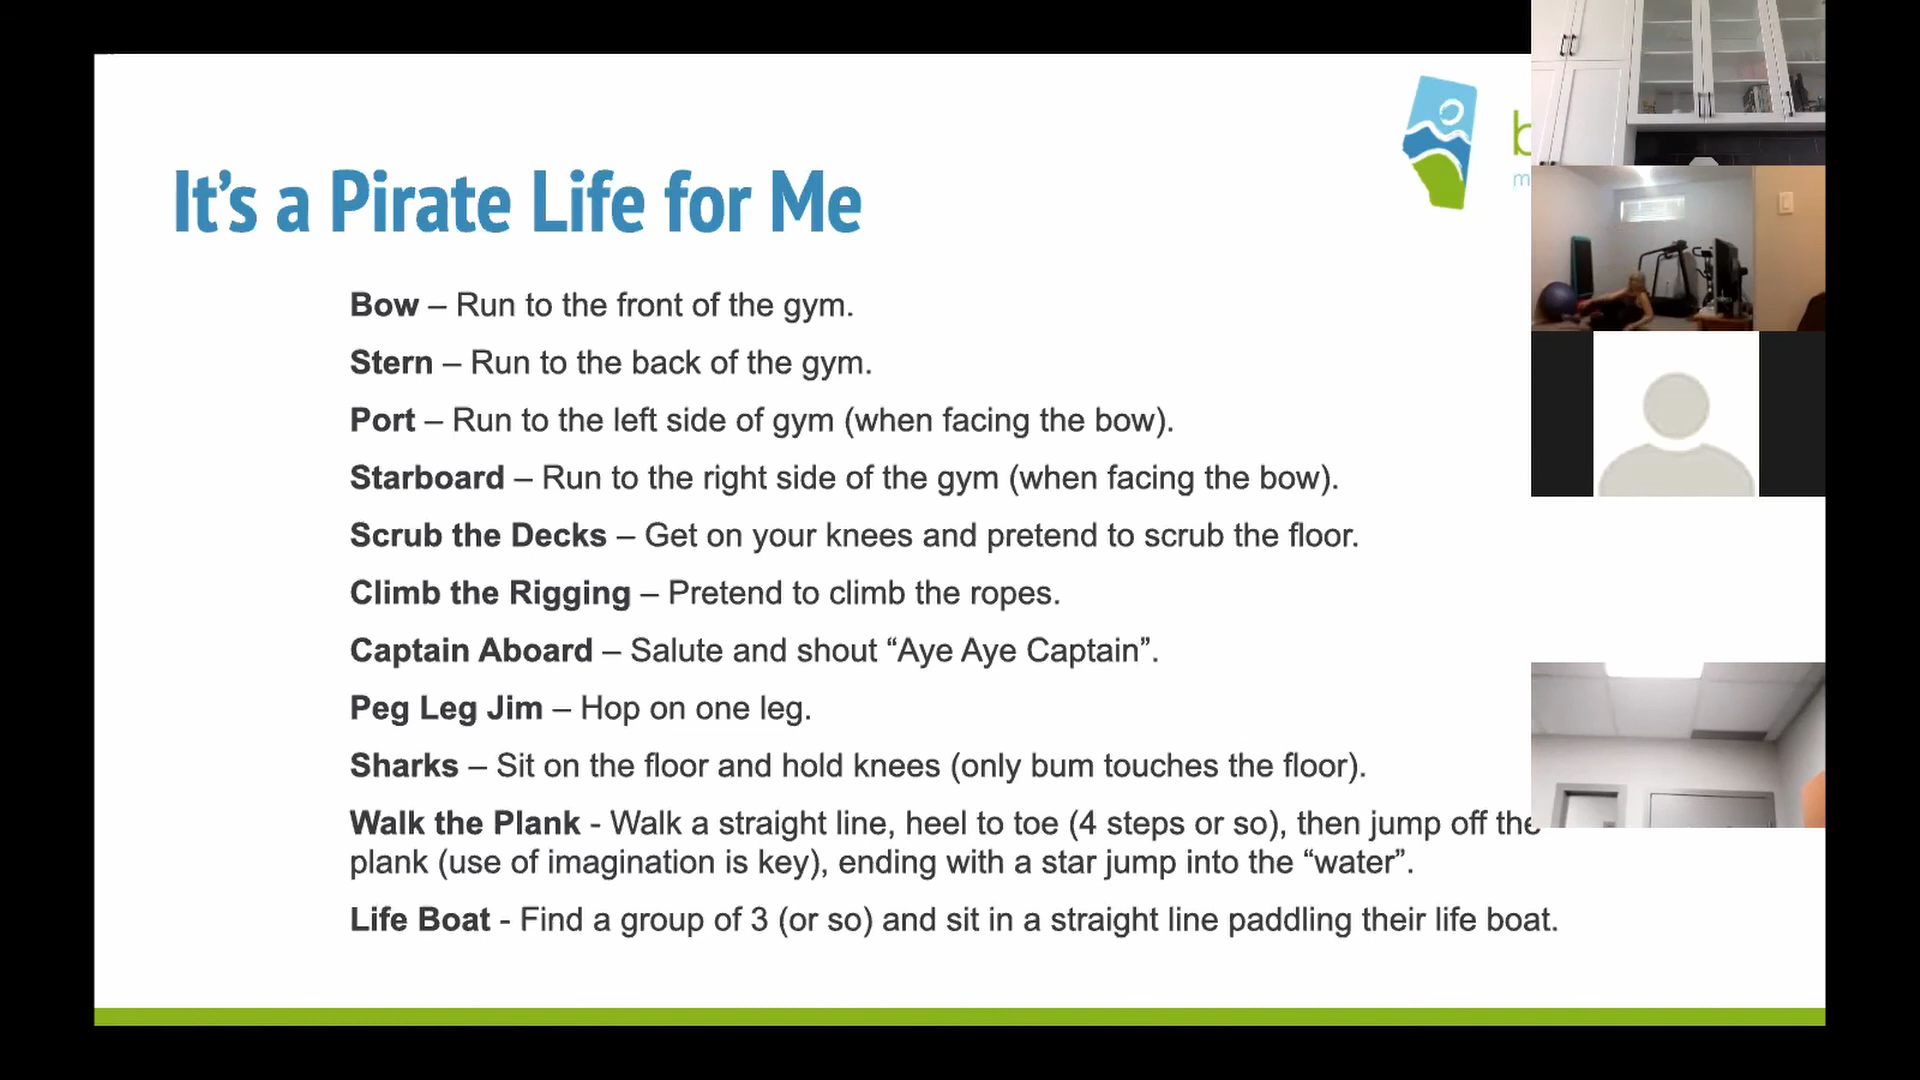 It’s a Pirate Life for Me
Bow – Run to the front of the gym.
Stern – Run to the back of the gym.
Port – Run to the left side of gym (when facing the bow).
Starboard – Run to the right side of the gym (when facing the bow).
Scrub the Decks – Get on your knees and pretend to scrub the floor.
Climb the Rigging – Pretend to climb the ropes.
Captain Aboard – Salute and shout “Aye Aye Captain”.
Peg Leg Jim – Hop on one leg.
Sharks – Sit on the floor and hold knees (only bum touches the floor).
Walk the Plank - Walk a straight line, heel to toe (4 steps or so), then jump off the
plank (use of imagination is key), ending with a star jump into the “water”.
Life Boat - Find a group of 3 (or so) and sit in a straight line paddling their life boat.